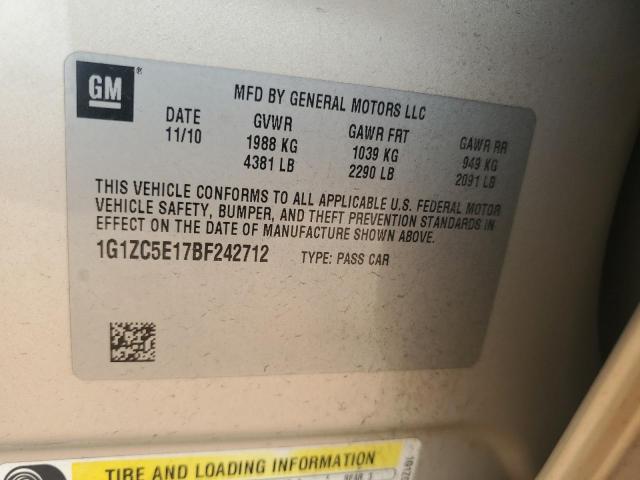 GM®
MFD BY GENERAL MOTORS LLC
DATE GVWR GAWR FRT GAWR RR
11/10 1988 KG 1039 KG 949 KG
4381 LB 2290 LB 2091 LB
THIS VEHICLE CONFORMS TO ALL APPLICABLE U.S. FEDERAL MOTOR
VEHICLE SAFETY, BUMPER, AND THEFT PREVENTION STANDARDS IN
EFFECT ON THE DATE OF MANUFACTURE SHOWN ABOVE.
1G1ZC5E17BF242712 TYPE: PASS CAR
TIRE AND LOADING INFORMATION